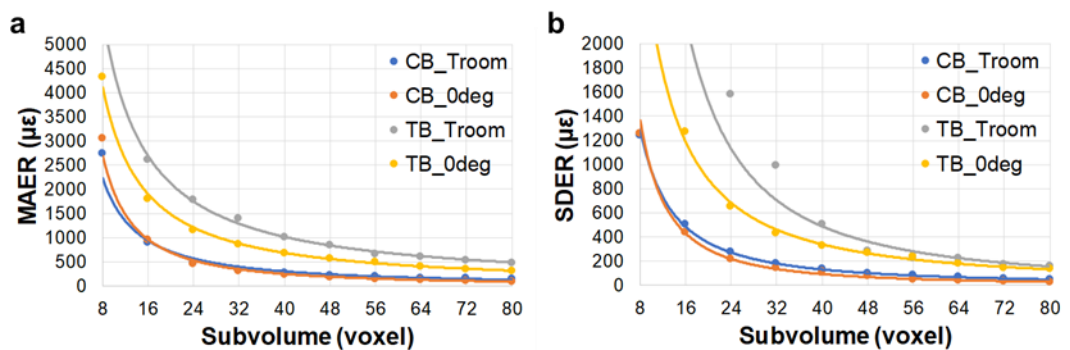 a
MAER (με)
5000
4500
4000
3500
3000
2500
2000
1500
1000
500
0
8 16 24 32 40 48 56 64 72 80
Subvolume (voxel)
CB_Troom
CB_0deg
TB_Troom
TB_0deg
b
SDER (με)
2000
1800
1600
1400
1200
1000
800
600
400
200
0
8 16 24 32 40 48 56 64 72 80
Subvolume (voxel)
CB_Troom
CB_0deg
TB_Troom
TB_0deg